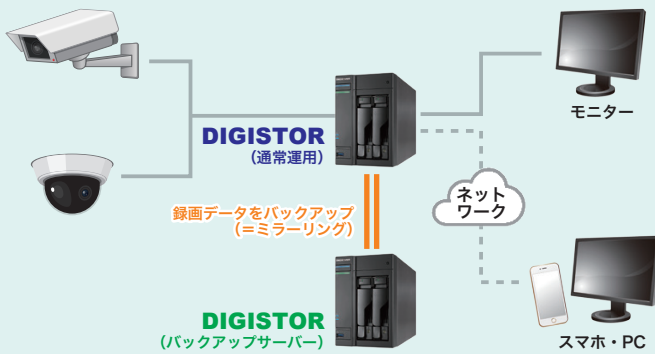 DIGISTOR
（通常運用）
モニター
ネット
ワーク
録画データをバックアップ
（＝ミラーリング）
DIGISTOR
（バックアップサーバー）
スマホ・PC